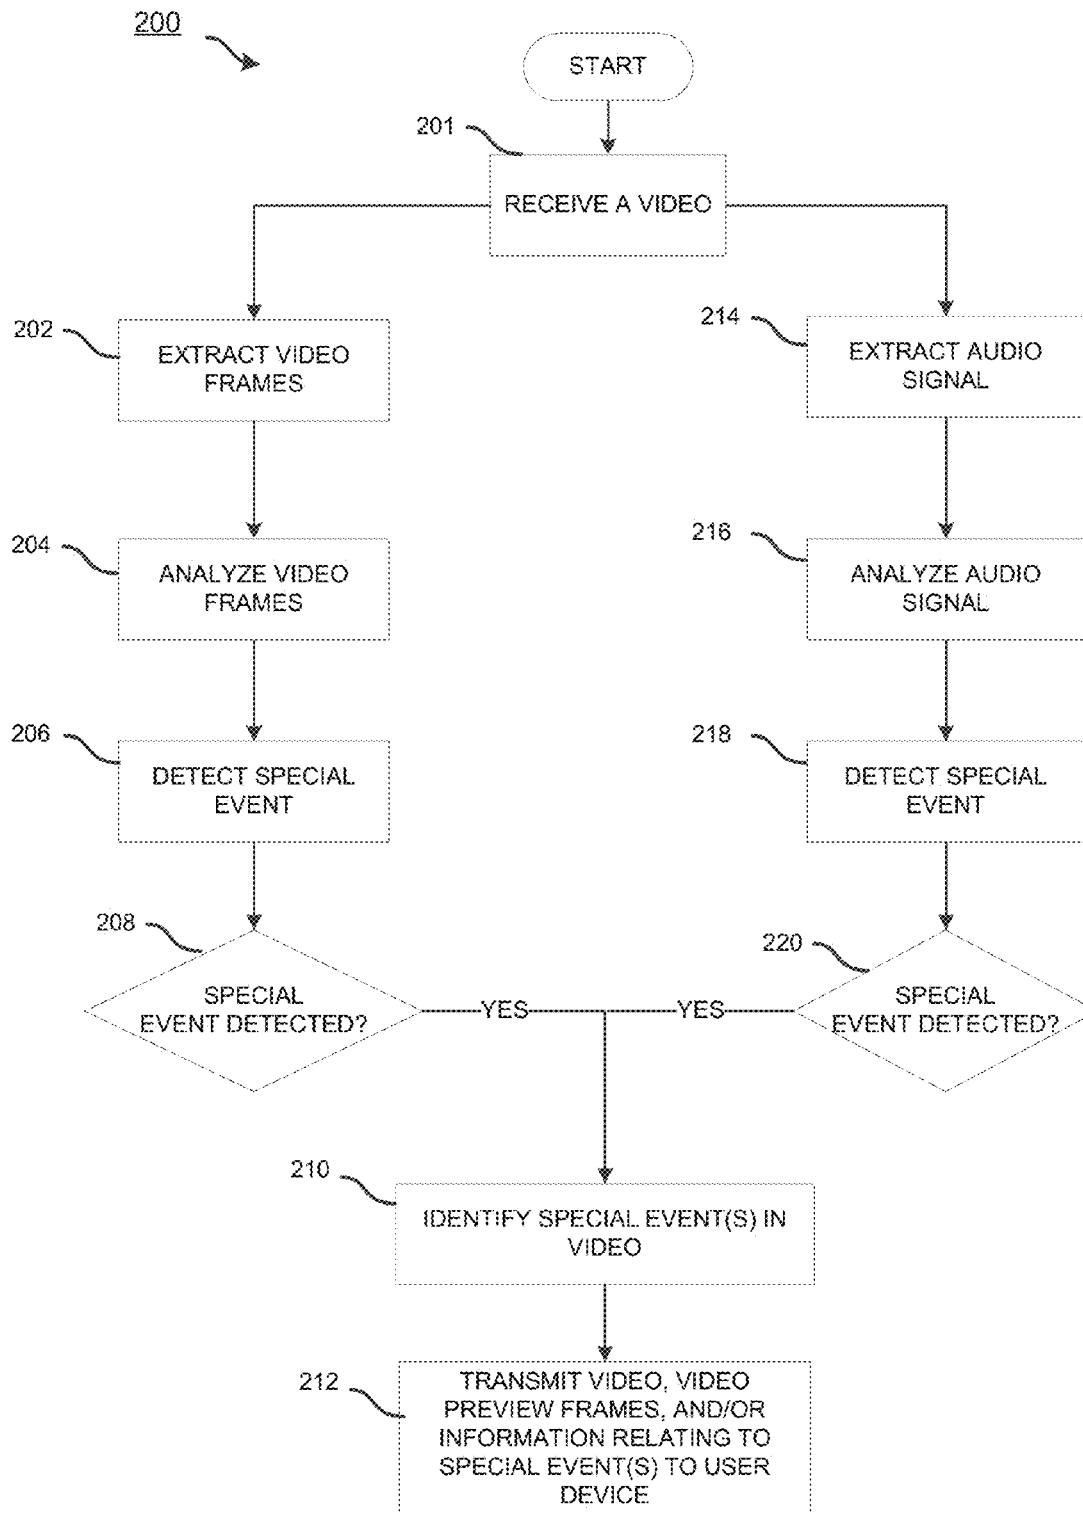 200
START
201
RECEIVE A VIDEO
202
EXTRACT VIDEO
FRAMES
214
EXTRACT AUDIO
SIGNAL
204
ANALYZE VIDEO
FRAMES
216
ANALYZE AUDIO
SIGNAL
206
DETECT SPECIAL
EVENT
218
DETECT SPECIAL
EVENT
208
SPECIAL
EVENT DETECTED?
YES
YES
220
SPECIAL
EVENT DETECTED?
210
IDENTIFY SPECIAL EVENT(S) IN
VIDEO
212
TRANSMIT VIDEO, VIDEO
PREVIEW FRAMES, AND/OR
INFORMATION RELATING TO
SPECIAL EVENT(S) TO USER
DEVICE